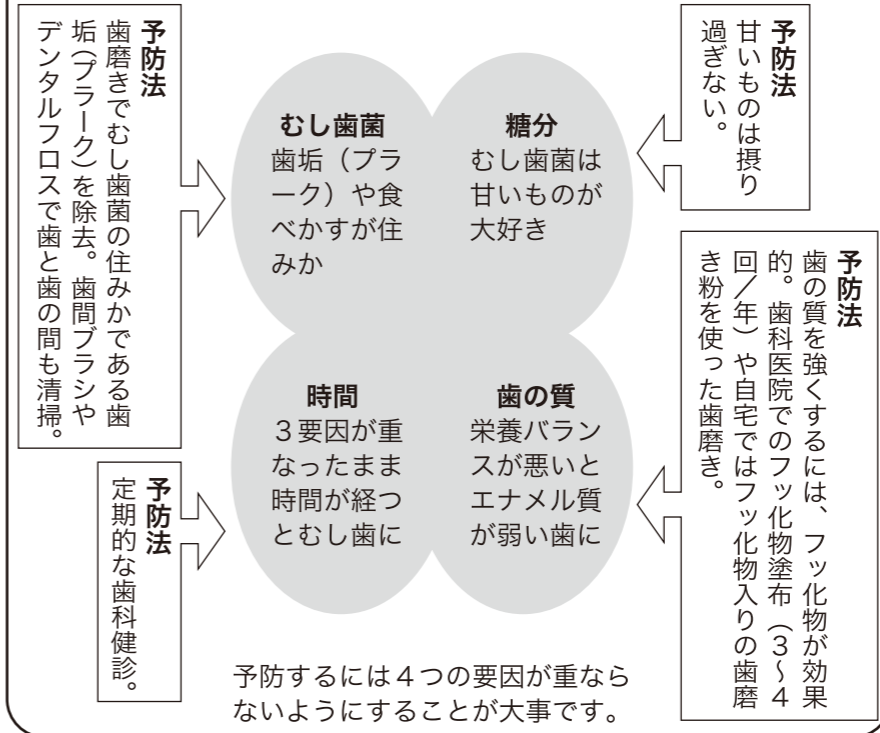 予防法
歯磨きでむし歯菌の住みかである歯
垢(プラーク)を除去。歯間ブラシや
デンタルフロスで歯と歯の間も清掃。
むし歯菌
歯垢（プラ
ーク）や食
べかすが住
みか
糖分
むし歯菌は
甘いものが
大好き
予防法
甘いものは摂り
過ぎない。
時間
３要因が重
なったまま
時間が経つ
とむし歯に
歯の質
栄養バラン
スが悪いと
エナメル質
が弱い歯に
予防法
歯の質を強くするには、フッ化物が効果
的。歯科医院でのフッ化物塗布（３〜４
回／年）や自宅ではフッ化物入りの歯磨
き粉を使った歯磨き。
予防法
定期的な歯科健診。
予防するには４つの要因が重なら
ないようにすることが大事です。